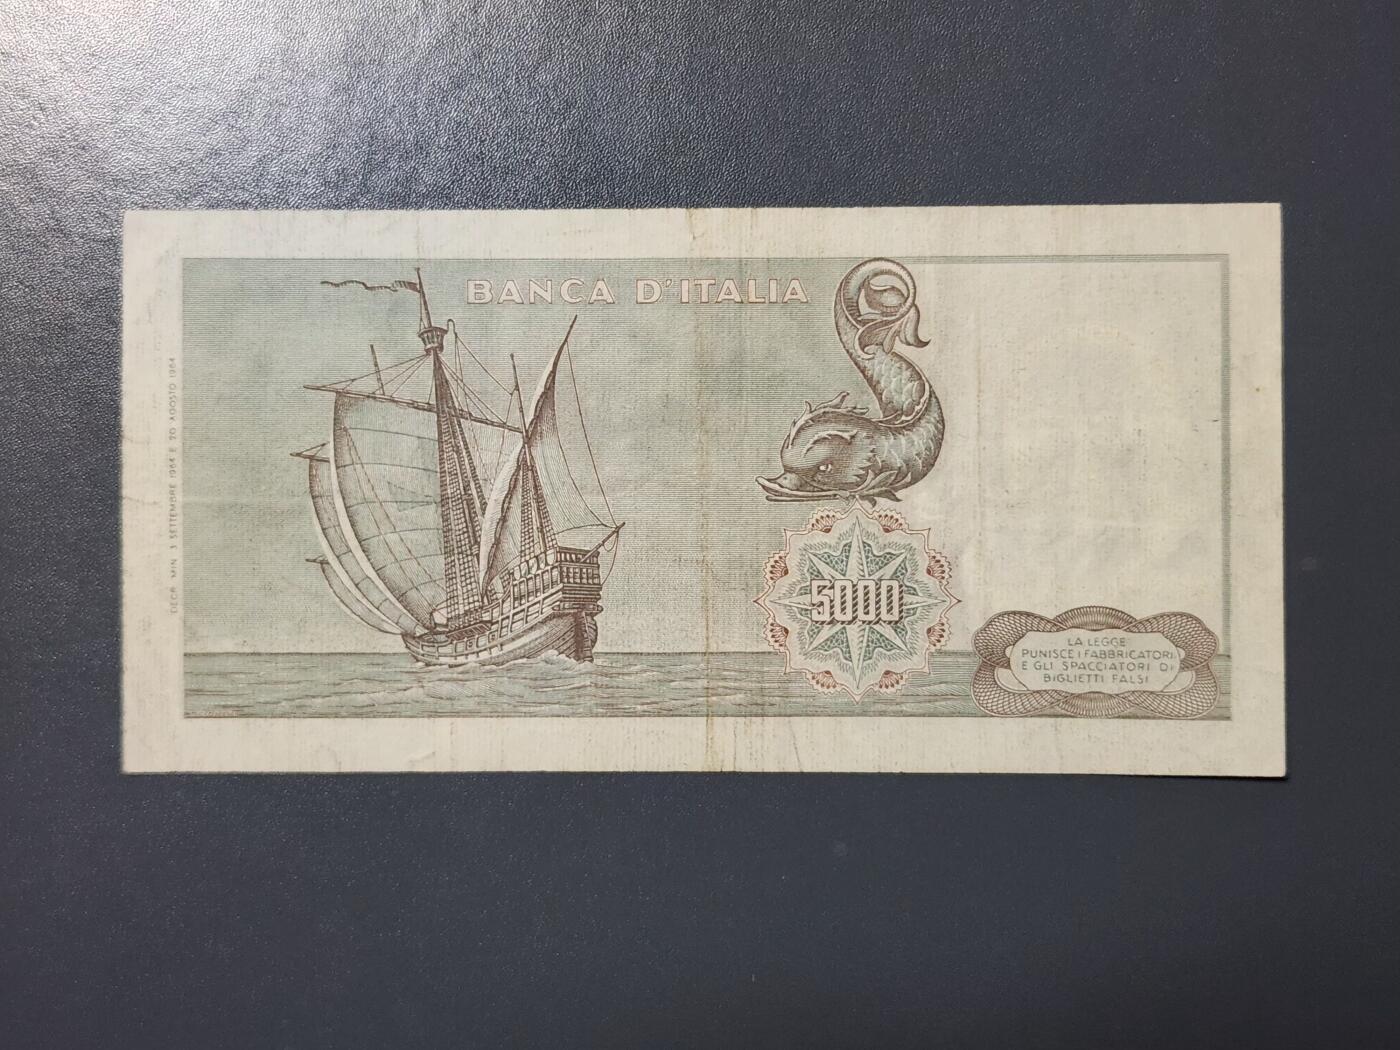 BANCA D'ITALIA
DECR. MIN. 3 SETTEMBRE 1964 E 20 AGOSTO 1964
5000
LA LEGGE
PUNISCE I FABBRICATORI
E GLI SPACCIATORI DI
BIGLIETTI FALSI